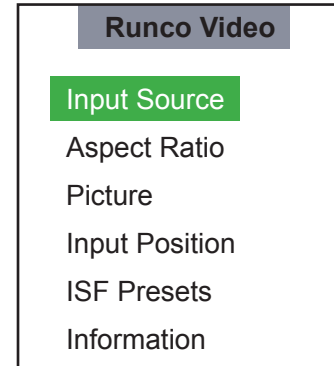 Runco Video
Input Source
Aspect Ratio
Picture
Input Position
ISF Presets
Information